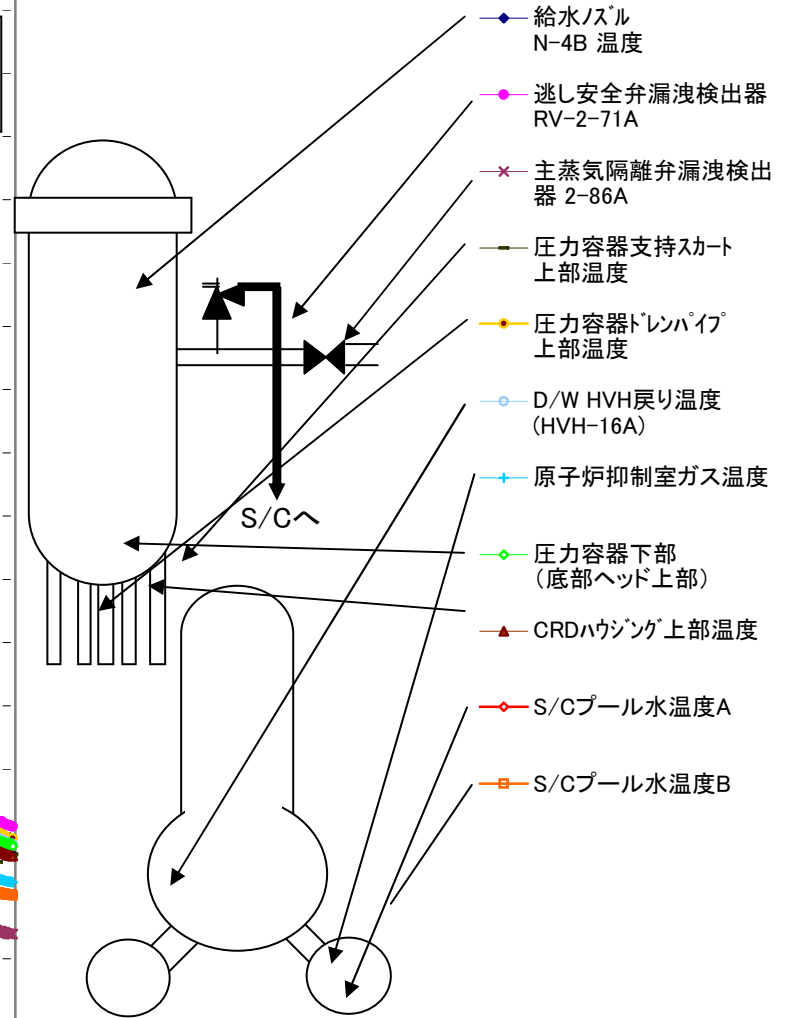 給水ノズル
N-4B 温度
逃し安全弁漏洩検出器
RV-2-71A
主蒸気隔離弁漏洩検出
器 2-86A
圧力容器支持スカート
上部温度
圧力容器ドレンパイプ
上部温度
D/W HVH戻り温度
(HVH-16A)
原子炉抑制室ガス温度
S/Cへ
圧力容器下部
(底部ヘッド上部)
CRDハウジング上部温度
S/Cプール水温度A
S/Cプール水温度B